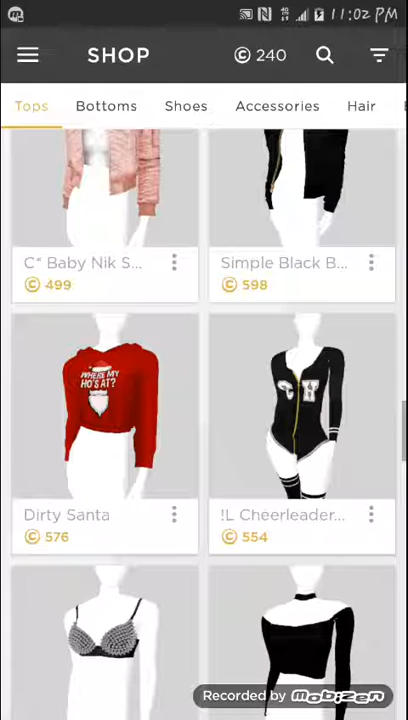 11:02 PM
SHOP
© 240
Tops Bottoms Shoes Accessories Hair
C* Baby Nik S...
© 499
Simple Black B...
© 598
WHERE MY
HO'S AT?
C H
Dirty Santa
© 576
!L Cheerleader...
© 554
Recorded by mobizen